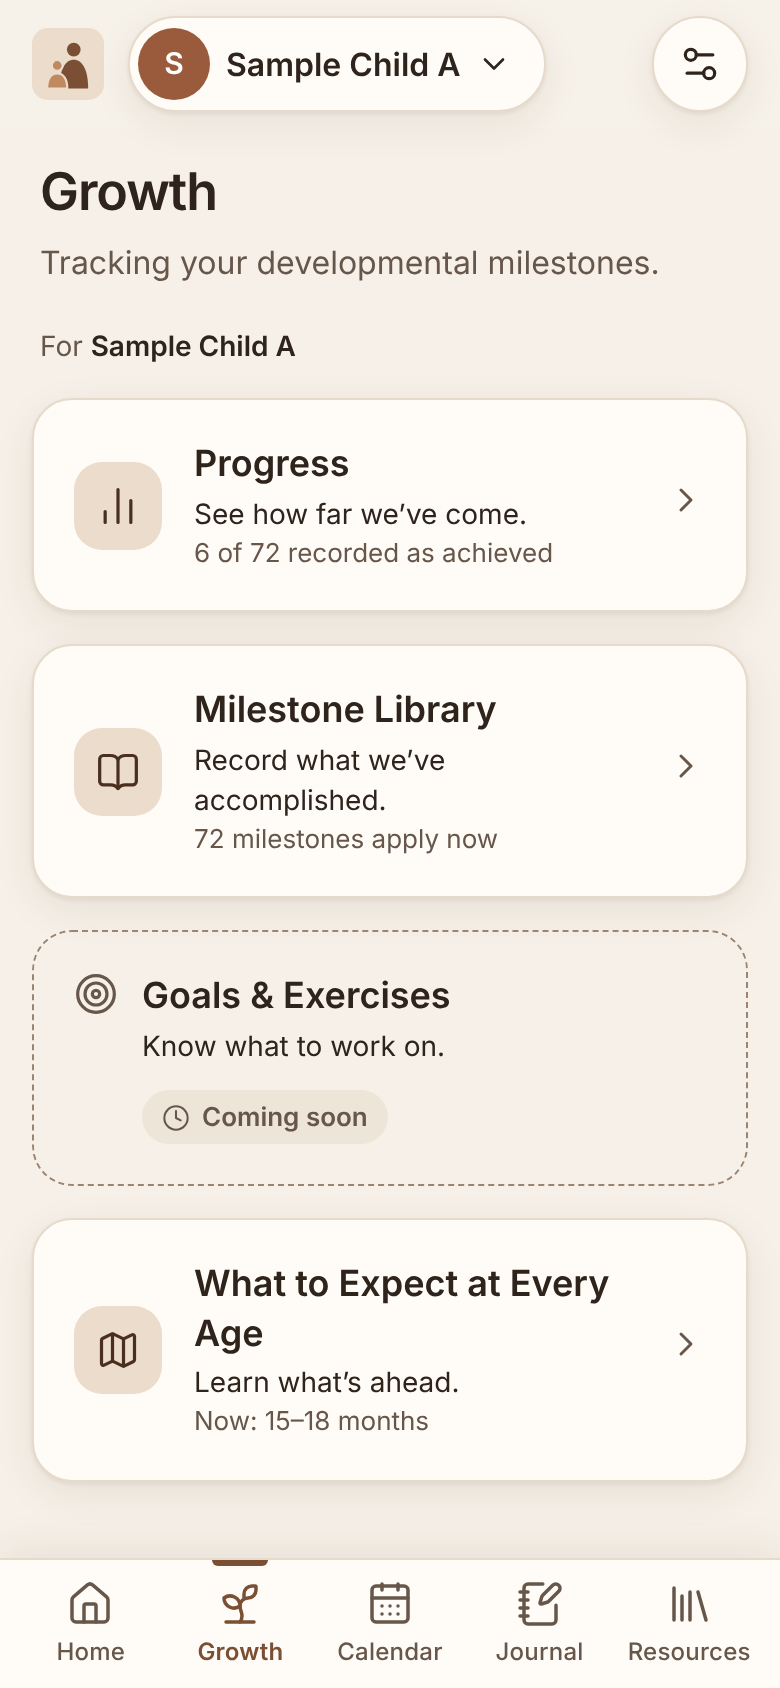 S
Sample Child A
Growth
Tracking your developmental milestones.
For Sample Child A
Progress
See how far we’ve come.
6 of 72 recorded as achieved
Milestone Library
Record what we’ve
accomplished.
72 milestones apply now
Goals & Exercises
Know what to work on.
Coming soon
What to Expect at Every
Age
Learn what’s ahead.
Now: 15–18 months
Home
Growth
Calendar
Journal
Resources